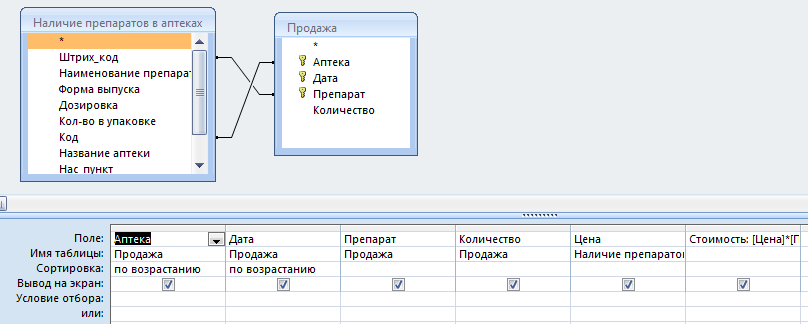 Наличие препаратов в аптеках
*
Штрих_код
Наименование препарат
Форма выпуска
Дозировка
Кол-во в упаковке
Код
Название аптеки
Нас_пункт
Продажа
*
Аптека
Дата
Препарат
Количество
Поле: Аптека Дата Препарат Количество Цена Стоимость: [Цена]*[П
Имя таблицы: Продажа Продажа Продажа Продажа Наличие препаратов
Сортировка: по возрастанию по возрастанию
Вывод на экран:
Условие отбора:
или: